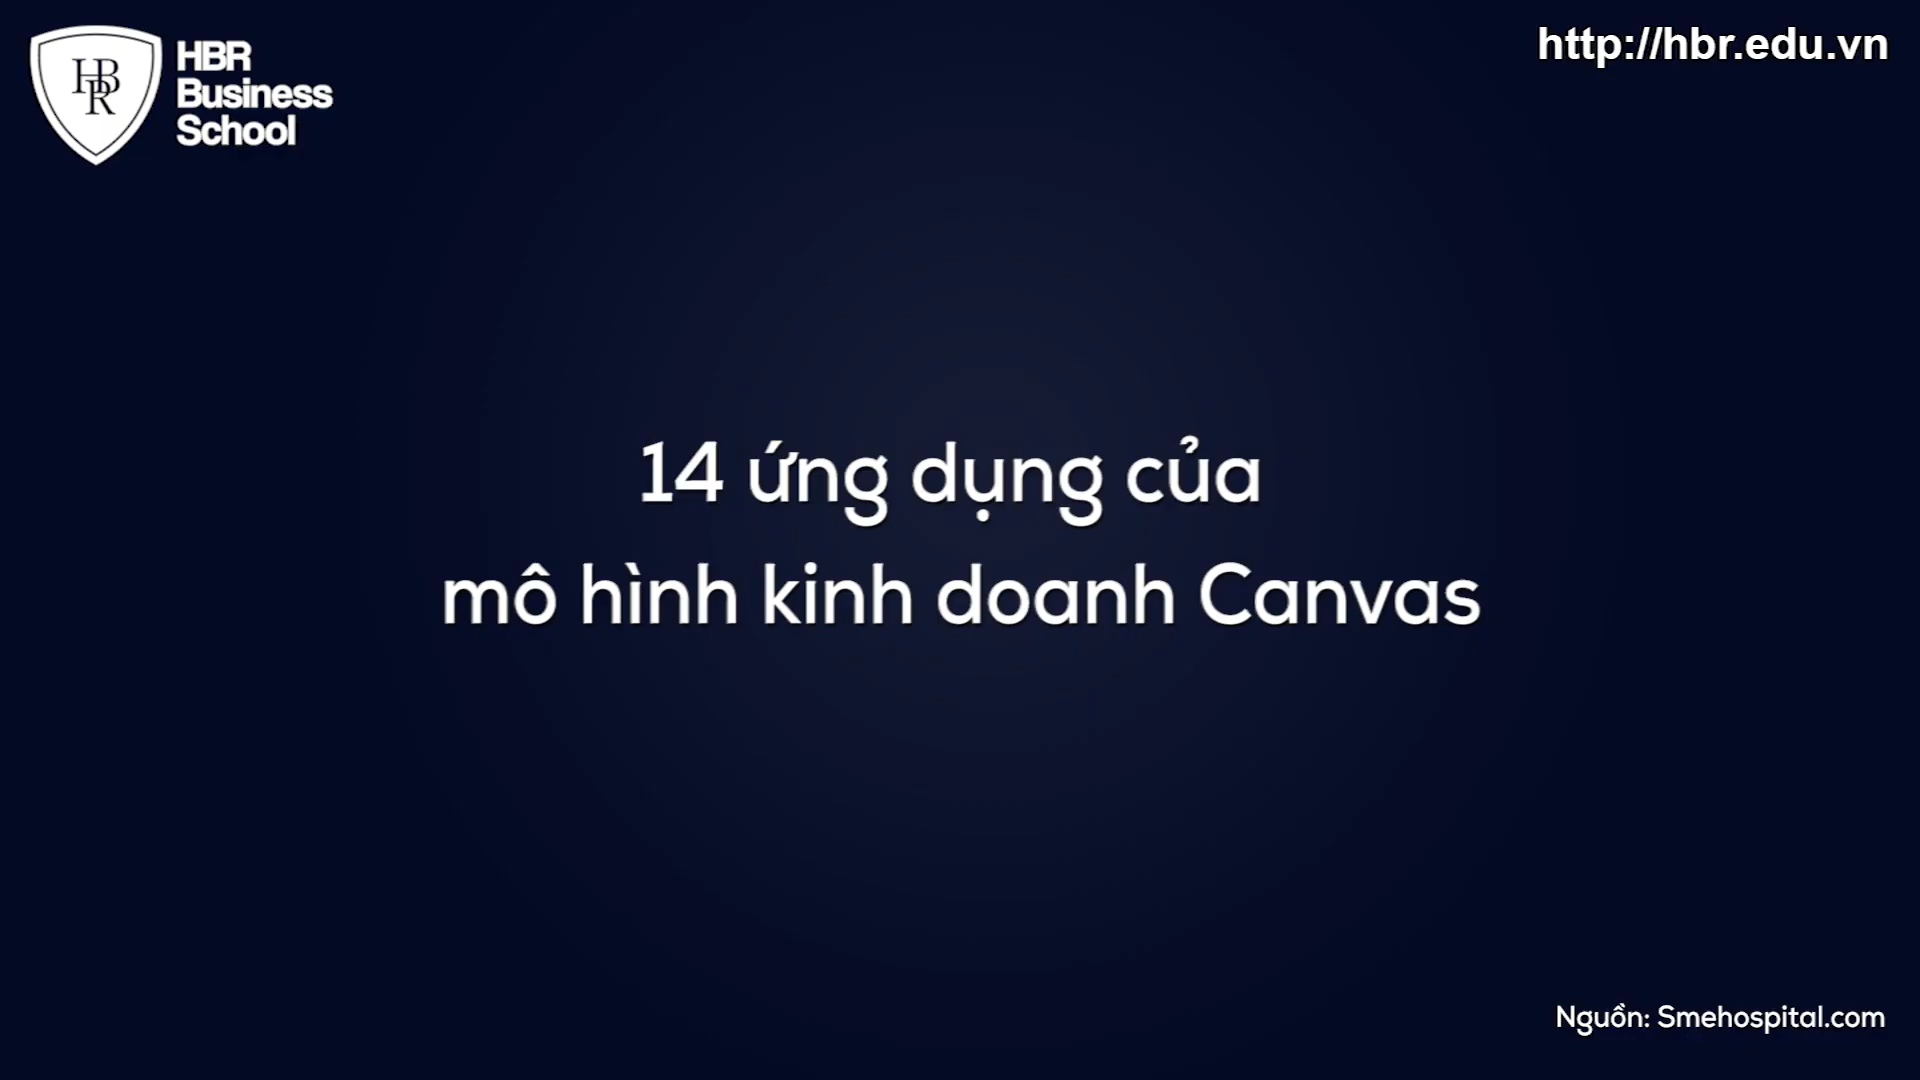 HBR
HBR
Business
School
http://hbr.edu.vn
14 ứng dụng của
mô hình kinh doanh Canvas
Nguồn: Smehospital.com